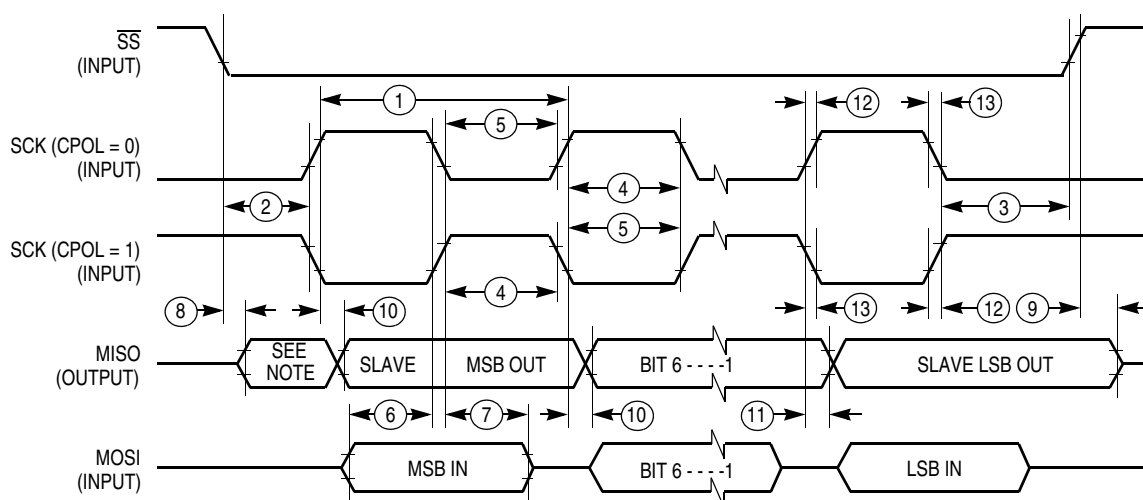 SS
(INPUT)
1
12
13
5
SCK (CPOL = 0)
(INPUT)
4
2
3
5
SCK (CPOL = 1)
(INPUT)
4
8
10
13
12
9
MISO
(OUTPUT)
SEE
NOTE
SLAVE
MSB OUT
BIT 6 - - - - 1
SLAVE LSB OUT
6
7
10
11
MOSI
(INPUT)
MSB IN
BIT 6 - - - - 1
LSB IN